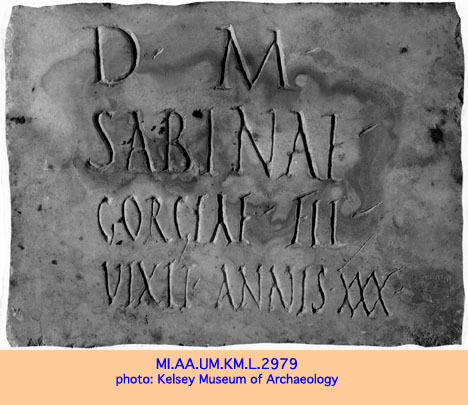 D · M ·
SABINAE
GORGIAE · FIL
VIXIT · ANNIS · XXX ·
MI.AA.UM.KM.L.2979
photo: Kelsey Museum of Archaeology